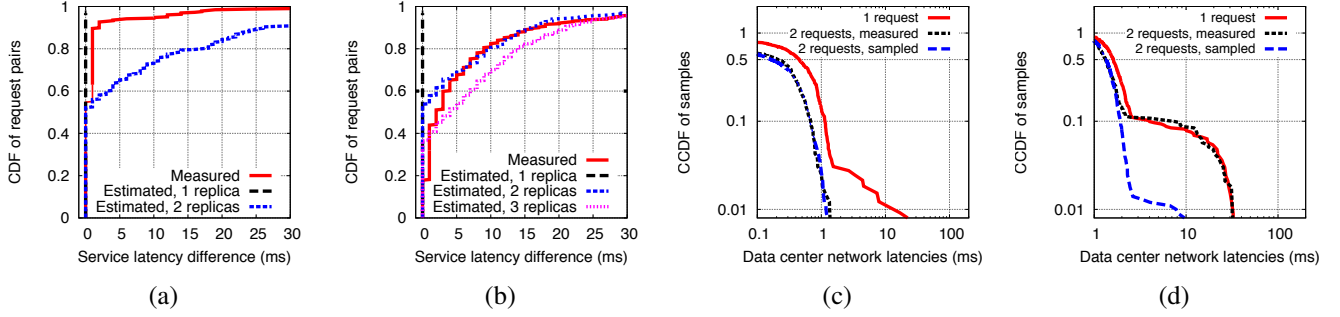 1
0.8
0.6
0.4
0.2
0
CDF of request pairs
Measured
Estimated, 1 replica
Estimated, 2 replicas
0 5 10 15 20 25 30
Service latency difference (ms)
(a)
1
0.8
0.6
0.4
0.2
0
CDF of request pairs
Measured
Estimated, 1 replica
Estimated, 2 replicas
Estimated, 3 replicas
0 5 10 15 20 25 30
Service latency difference (ms)
(b)
1 request
2 requests, measured
2 requests, sampled
1
0.5
0.1
0.01
CCDF of samples
0.1 1 10 100
Data center network latencies (ms)
(c)
1 request
2 requests, measured
2 requests, sampled
1
0.5
0.1
0.01
CCDF of samples
1 10 100
Data center network latencies (ms)
(d)